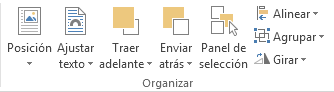 Posición
Ajustar
texto
Traer
adelante
Enviar
atrás
Panel de
selección
Alinear
Agrupar
Girar
Organizar